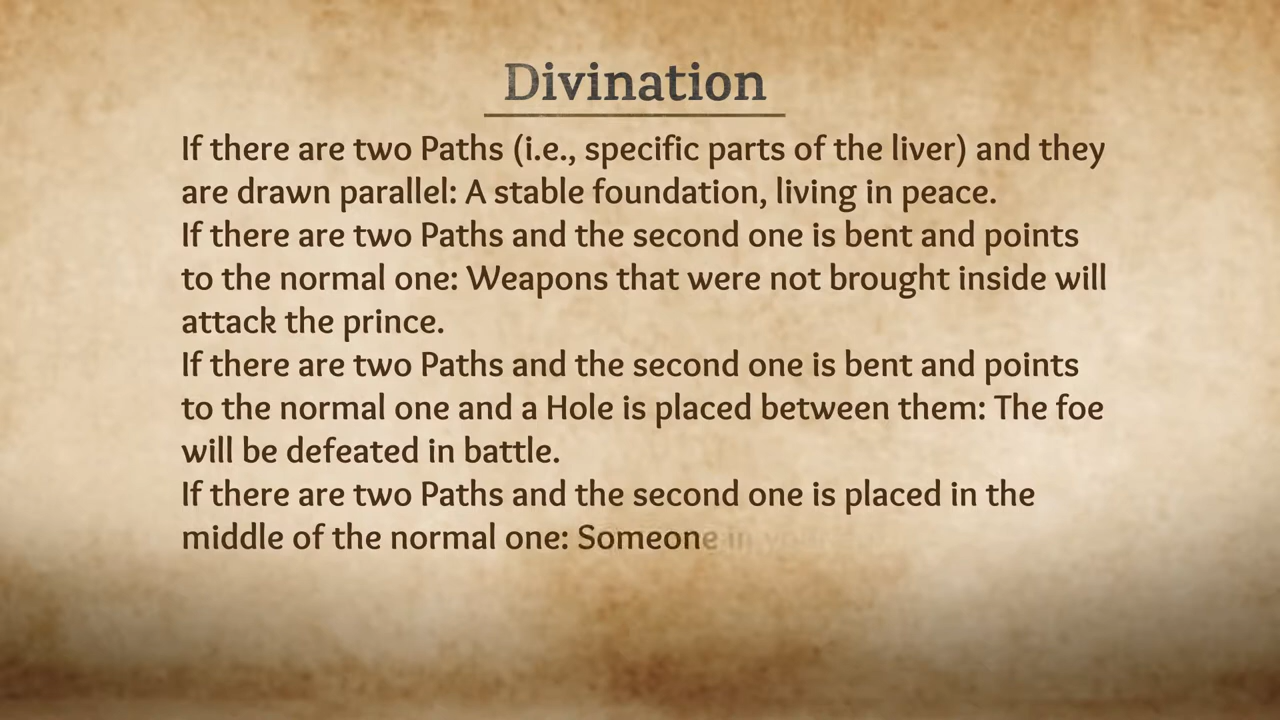 Divination
If there are two Paths (i.e., specific parts of the liver) and they
are drawn parallel: A stable foundation, living in peace.
If there are two Paths and the second one is bent and points
to the normal one: Weapons that were not brought inside will
attack the prince.
If there are two Paths and the second one is bent and points
to the normal one and a Hole is placed between them: The foe
will be defeated in battle.
If there are two Paths and the second one is placed in the
middle of the normal one: Someone in